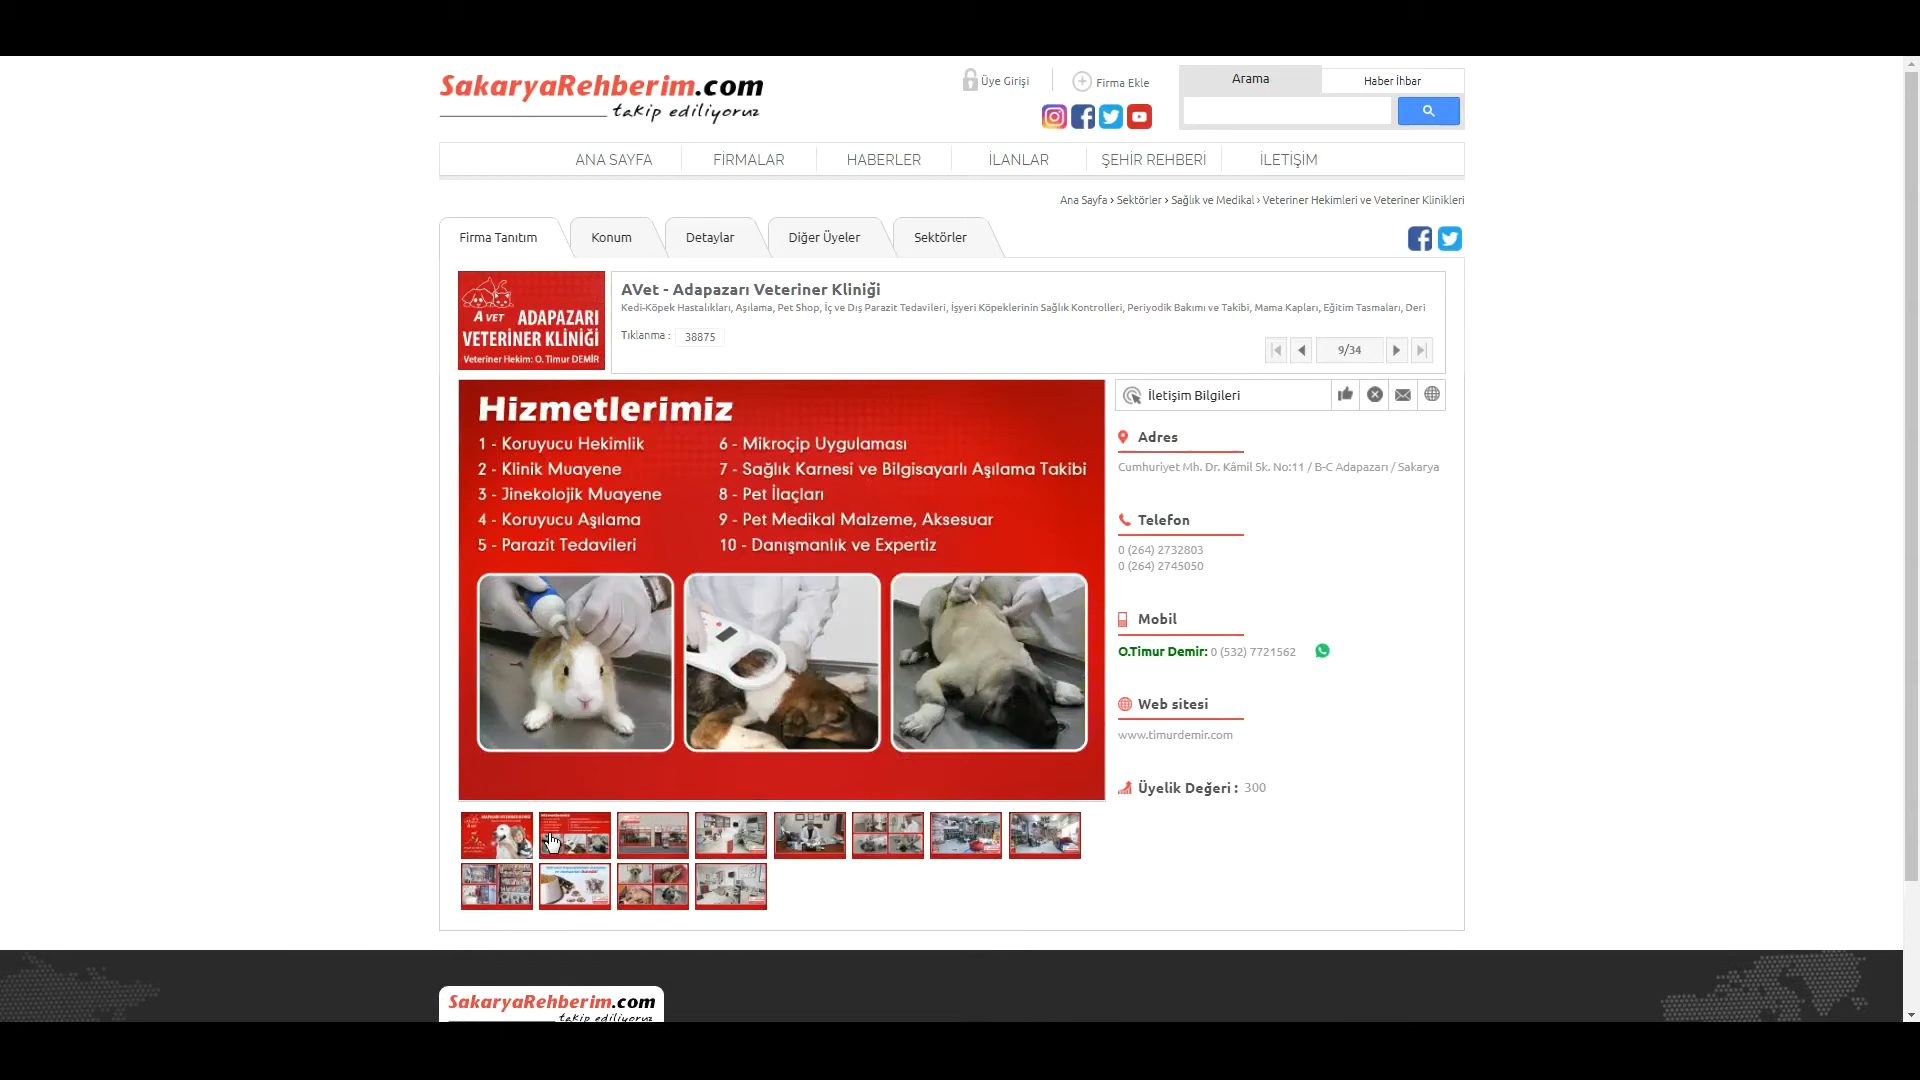 SakaryaRehberim.com
takip ediliyoruz
Üye Girişi
Firma Ekle
Arama
Haber İhbar
ANA SAYFA
FİRMALAR
HABERLER
İLANLAR
ŞEHİR REHBERİ
İLETİŞİM
Ana Sayfa › Sektörler › Sağlık ve Medikal › Veteriner Hekimleri ve Veteriner Klinikleri
Firma Tanıtım
Konum
Detaylar
Diğer Üyeler
Sektörler
A VET ADAPAZARI
VETERİNER KLİNİĞİ
Veteriner Hekim: O. Timur DEMİR
AVet - Adapazarı Veteriner Kliniği
Kedi-Köpek Hastalıkları, Aşılama, Pet Shop, İç ve Dış Parazit Tedavileri, İşyeri Köpeklerinin Sağlık Kontrolleri, Periyodik Bakımı ve Takibi, Mama Kapları, Eğitim Tasmaları, Deri
Tıklanma : 38875
9/34
Hizmetlerimiz
1 - Koruyucu Hekimlik
2 - Klinik Muayene
3 - Jinekolojik Muayene
4 - Koruyucu Aşılama
5 - Parazit Tedavileri
6 - Mikroçip Uygulaması
7 - Sağlık Karnesi ve Bilgisayarlı Aşılama Takibi
8 - Pet İlaçları
9 - Pet Medikal Malzeme, Aksesuar
10 - Danışmanlık ve Expertiz
İletişim Bilgileri
Adres
Cumhuriyet Mh. Dr. Kâmil Sk. No:11 / B-C Adapazarı / Sakarya
Telefon
0 (264) 2732803
0 (264) 2745050
Mobil
O.Timur Demir: 0 (532) 7721562
Web sitesi
www.timurdemir.com
Üyelik Değeri : 300
SakaryaRehberim.com
takip ediliyoruz